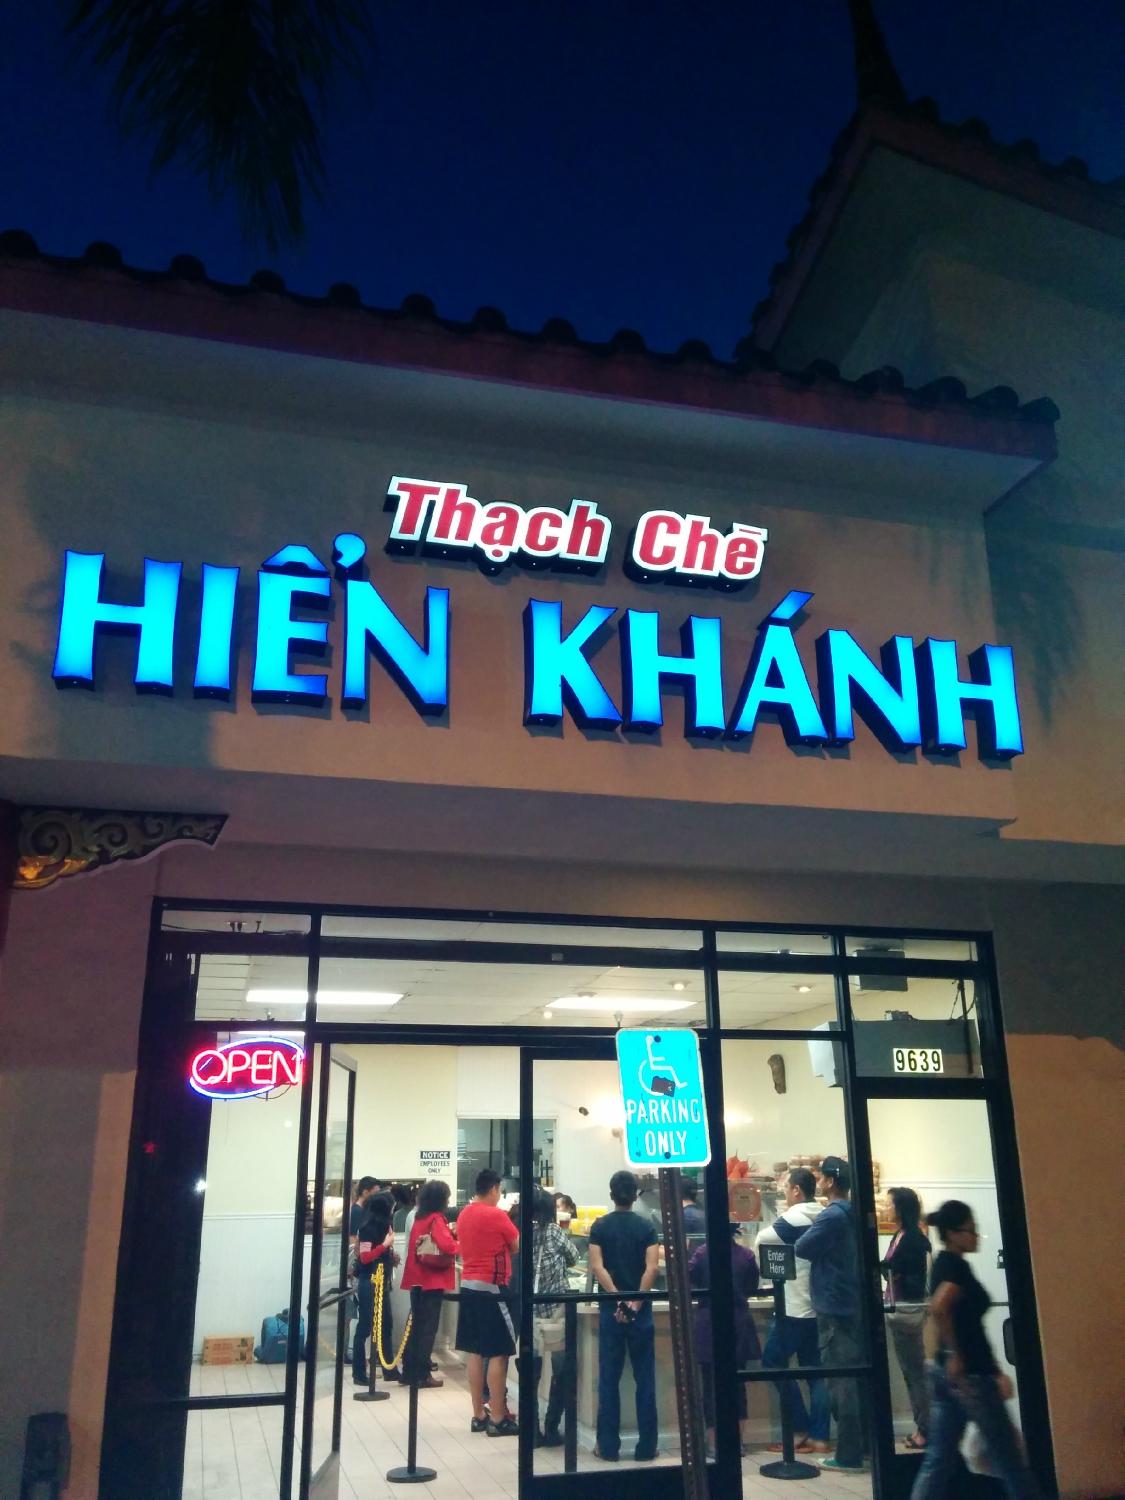 Thạch Chè
HIỂN KHÁNH
OPEN
9639
PARKING
ONLY
NOTICE
EMPLOYEES
ONLY
Enter
Here